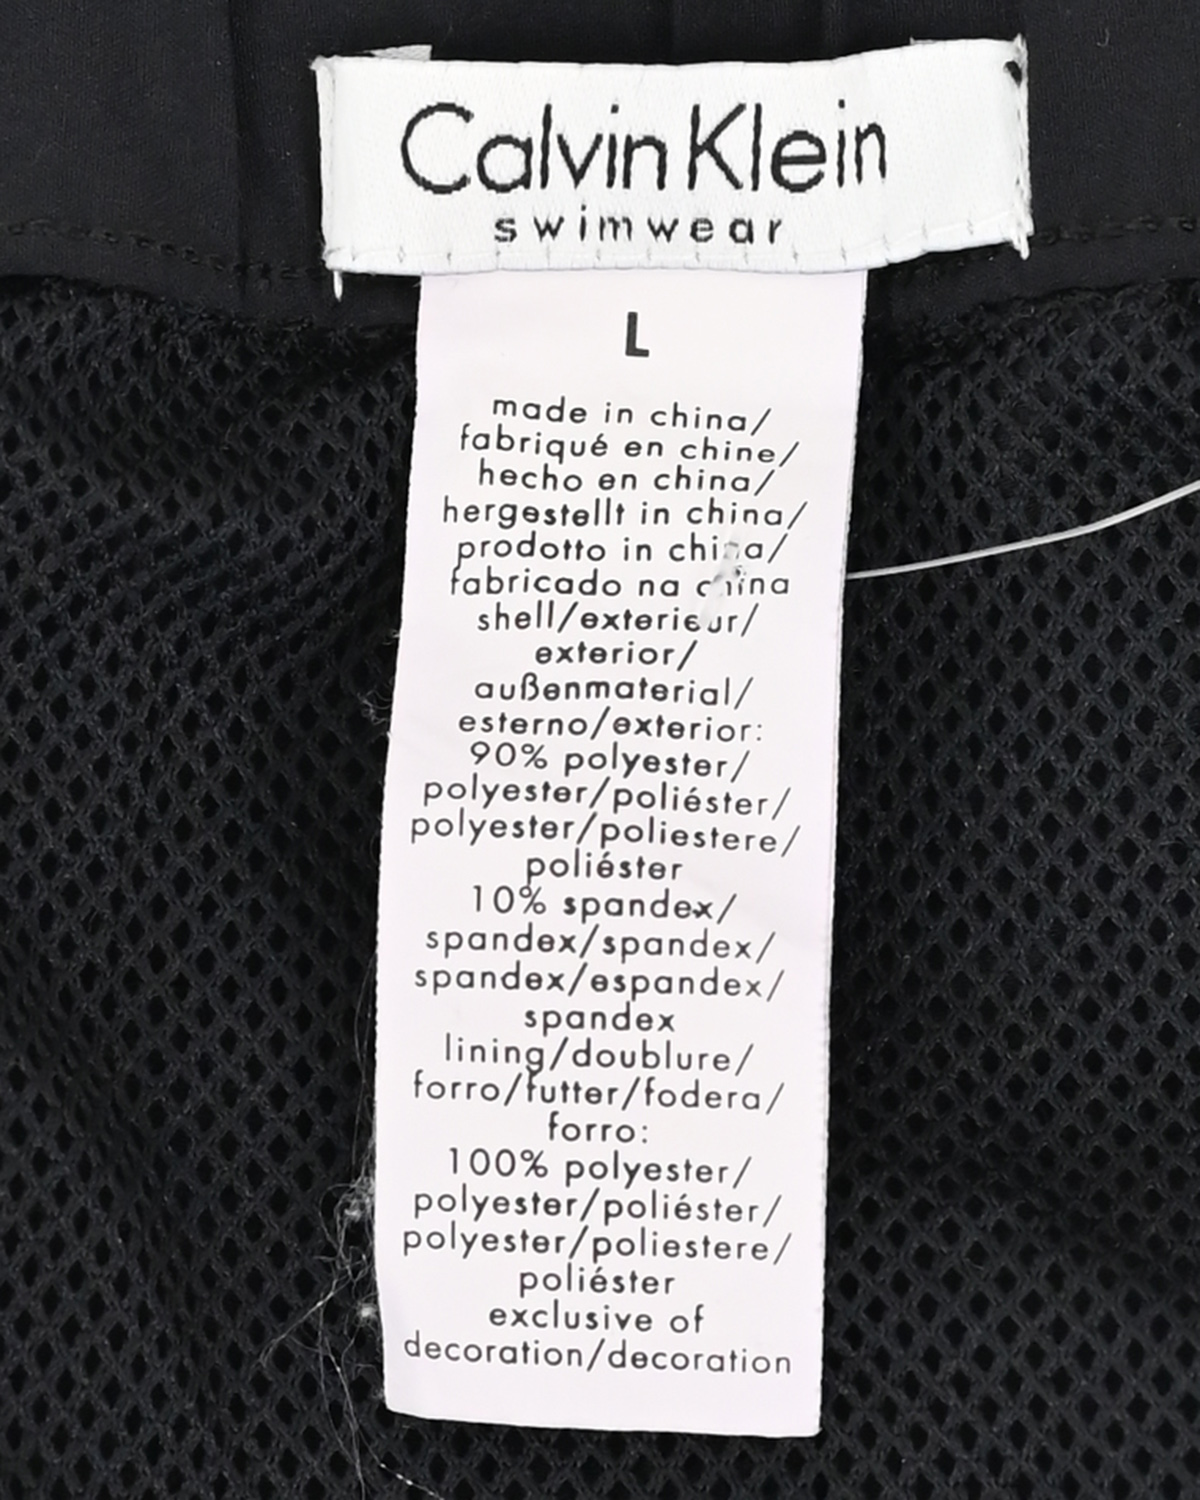 Calvin Klein
swimwear
L
made in china/
fabriqué en chine/
hecho en china/
hergestellt in china/
prodotto in china/
fabricado na china
shell/exterieur/
exterior/
außenmaterial/
esterno/exterior:
90% polyester/
polyester/poliéster/
polyester/poliestere/
poliéster
10% spandex/
spandex/spandex/
spandex/espandex/
spandex
lining/doublure/
forro/futter/fodera/
forro:
100% polyester/
polyester/poliéster/
polyester/poliestere/
poliéster
exclusive of
decoration/decoration